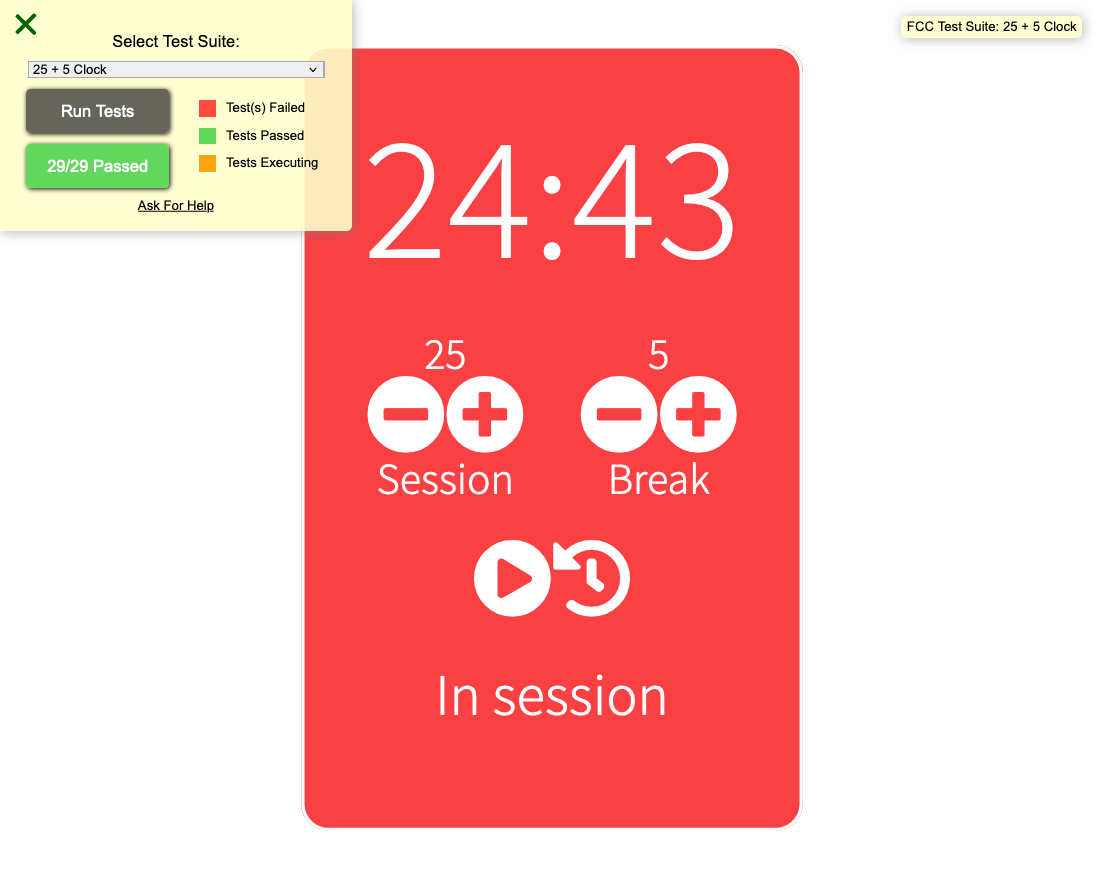 Select Test Suite:
25 + 5 Clock
Run Tests
29/29 Passed
Test(s) Failed
Tests Passed
Tests Executing
Ask For Help
FCC Test Suite: 25 + 5 Clock
24:43
25
5
Session
Break
In session